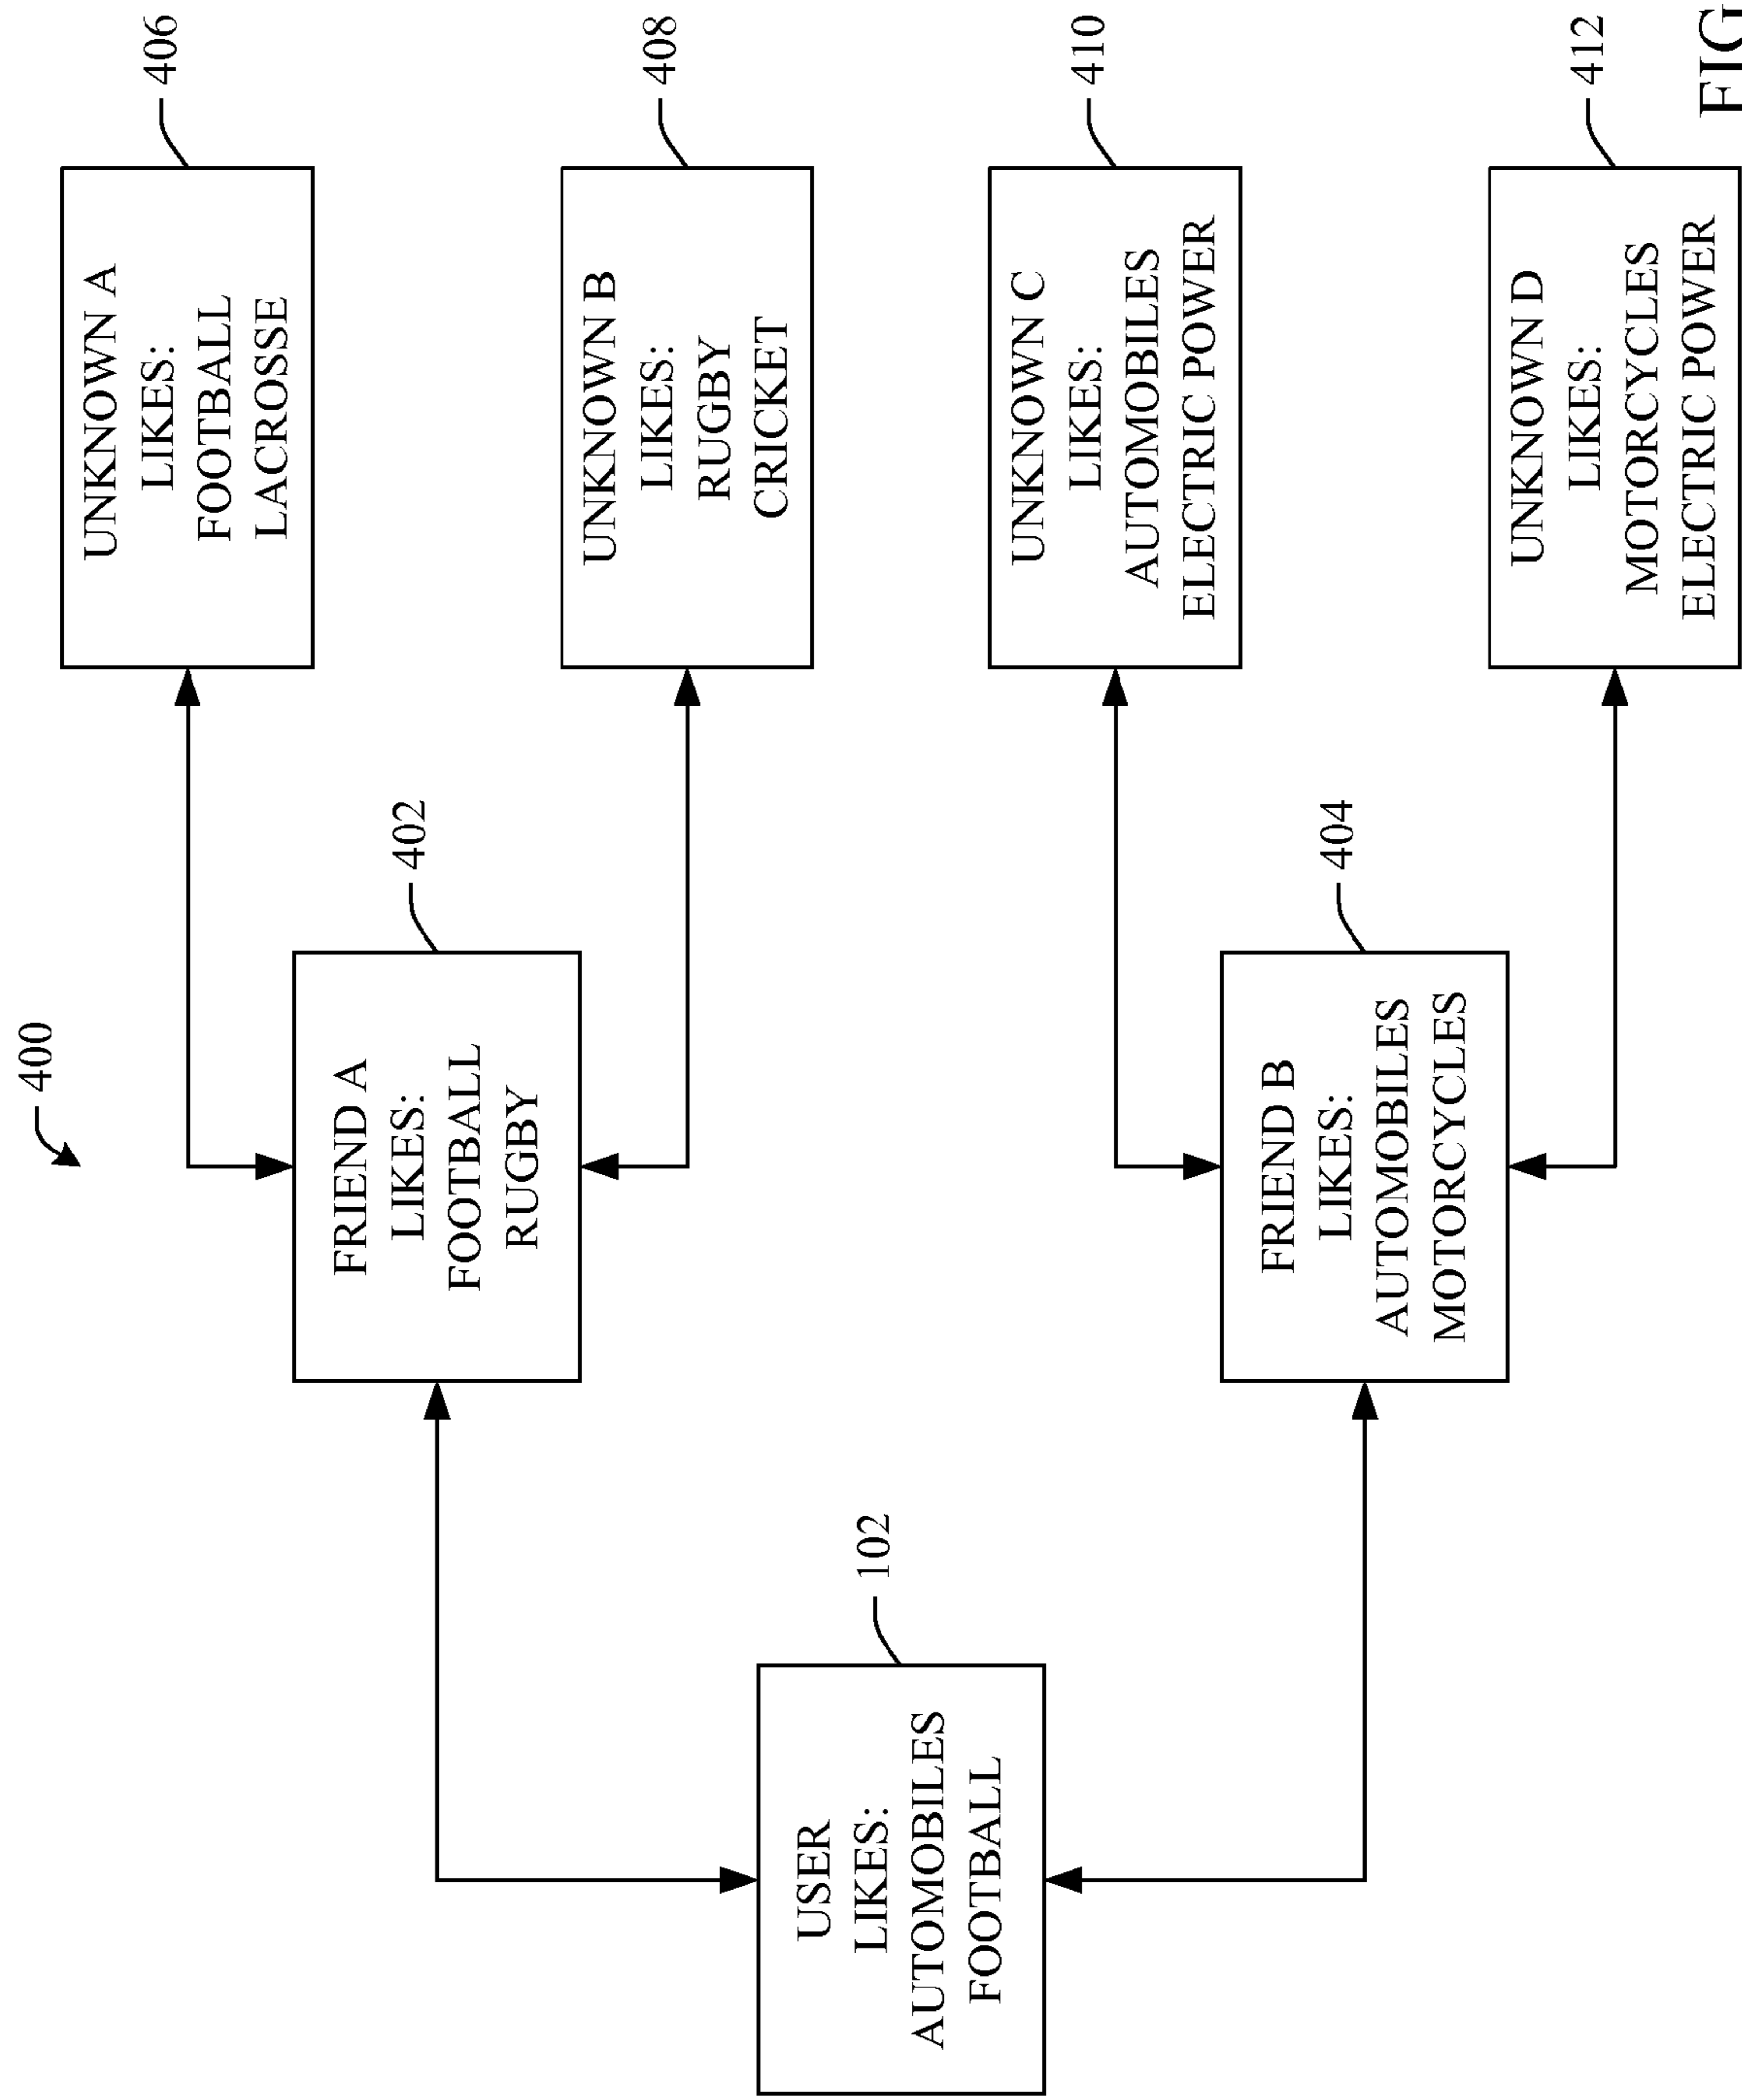 400
406
UNKNOWN A
LIKES:
FOOTBALL
LACROSSE
402
FRIEND A
LIKES:
FOOTBALL
RUGBY
408
UNKNOWN B
LIKES:
RUGBY
CRICKET
102
USER
LIKES:
AUTOMOBILES
FOOTBALL
410
UNKNOWN C
LIKES:
AUTOMOBILES
ELECTRIC POWER
404
FRIEND B
LIKES:
AUTOMOBILES
MOTORCYCLES
412
UNKNOWN D
LIKES:
MOTORCYCLES
ELECTRIC POWER